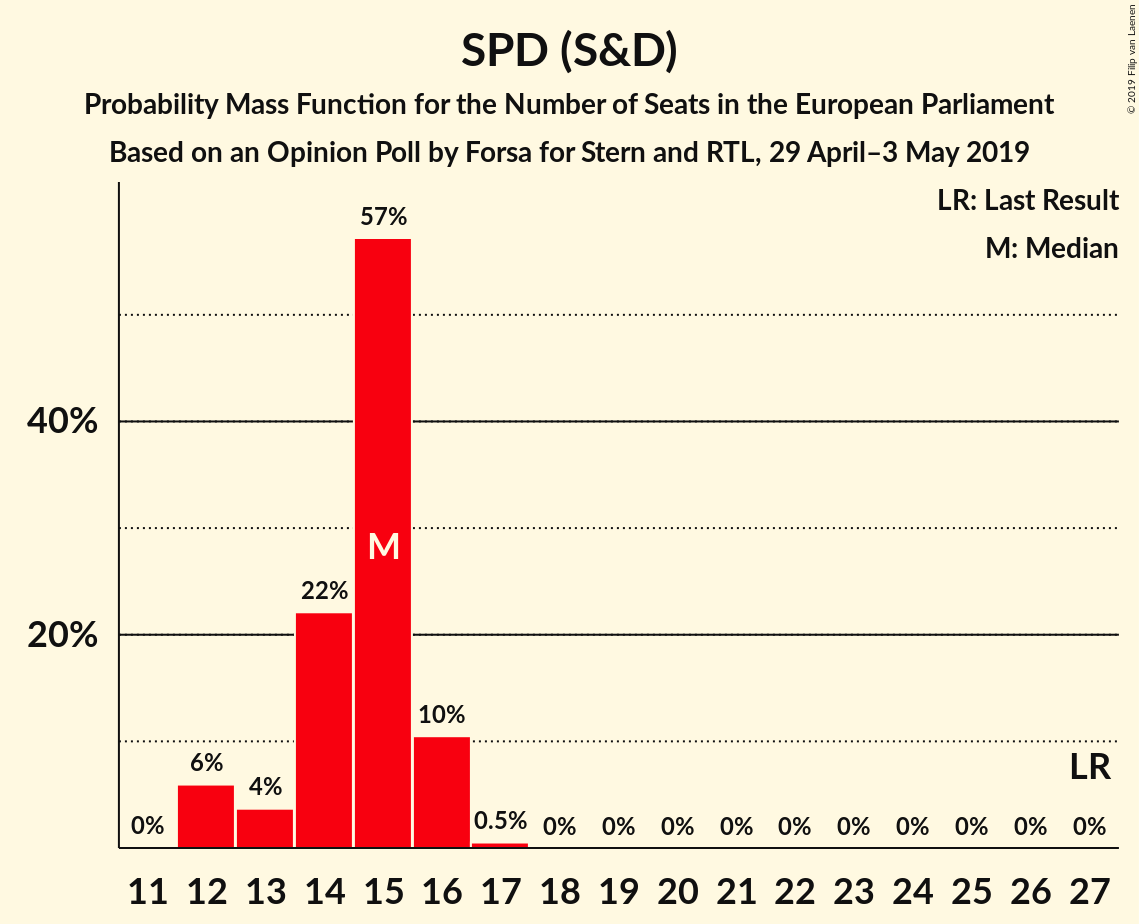 SPD (S&D)
Probability Mass Function for the Number of Seats in the European Parliament
Based on an Opinion Poll by Forsa for Stern and RTL, 29 April–3 May 2019
© 2019 Filip van Laenen
LR: Last Result
M: Median
57%
40%
M
22%
20%
10%
6%
4%
LR
0%
0.5%
0% 0% 0% 0% 0% 0% 0% 0% 0% 0%
11 12 13 14 15 16 17 18 19 20 21 22 23 24 25 26 27